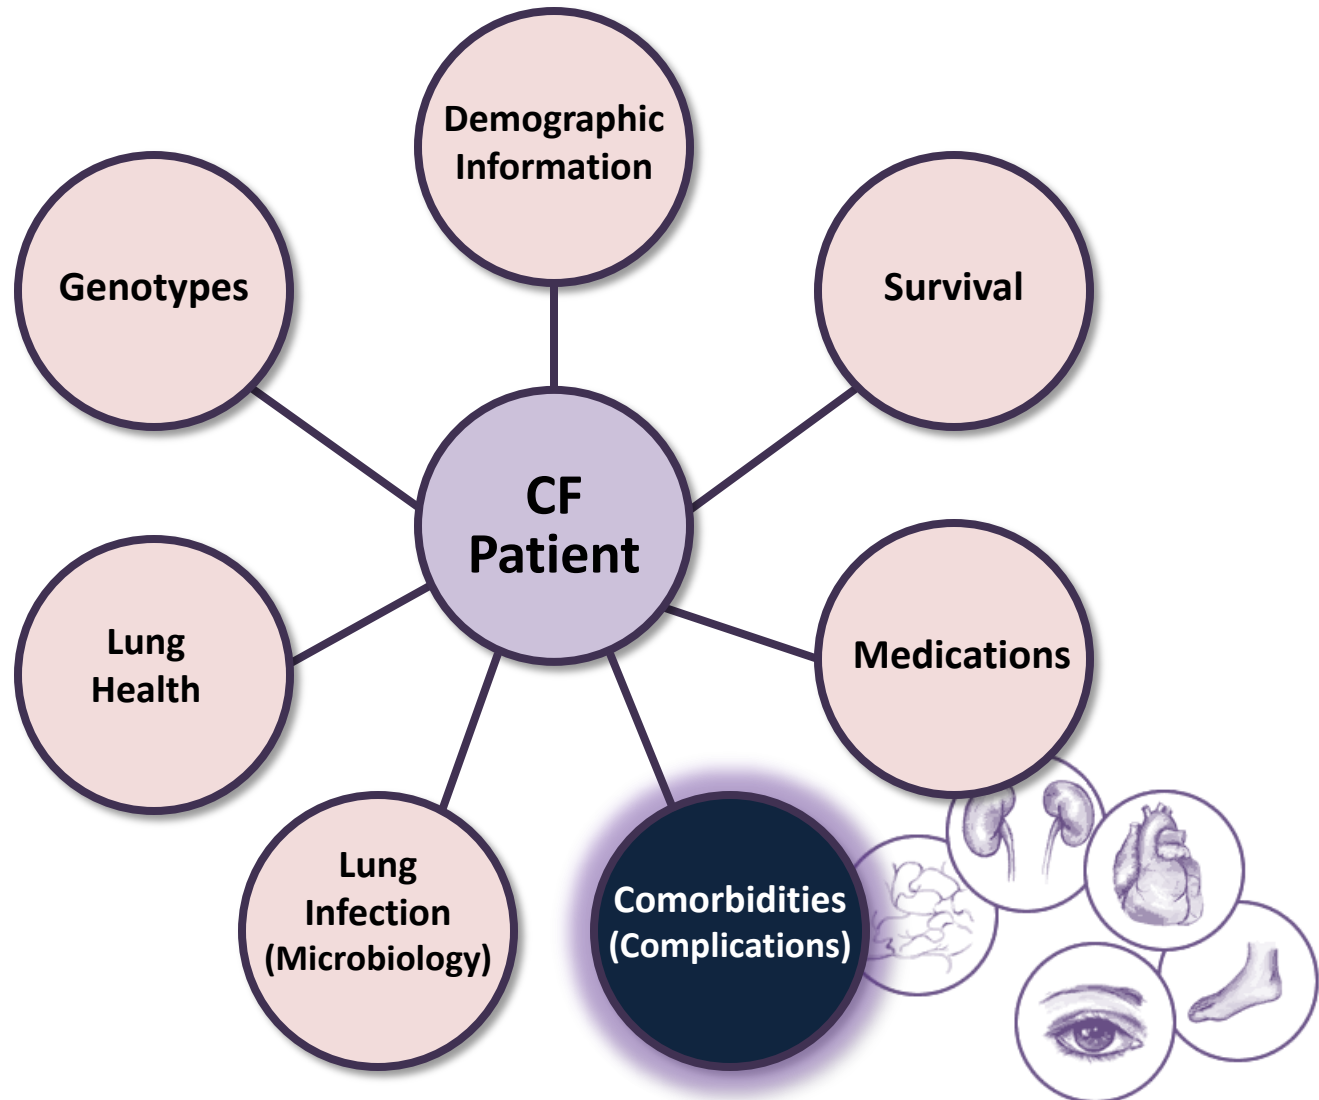 Demographic
Information
Genotypes
Survival
CF
Patient
Lung
Health
Medications
Lung
Infection
(Microbiology)
Comorbidities
(Complications)